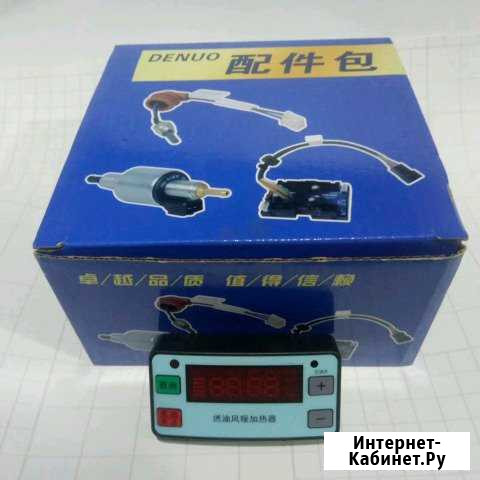 DENUO 配件包
卓/越/品/质 值/得/信/赖
+
-
燃油风暖加热器
Интернет-
Кабинет.Ру